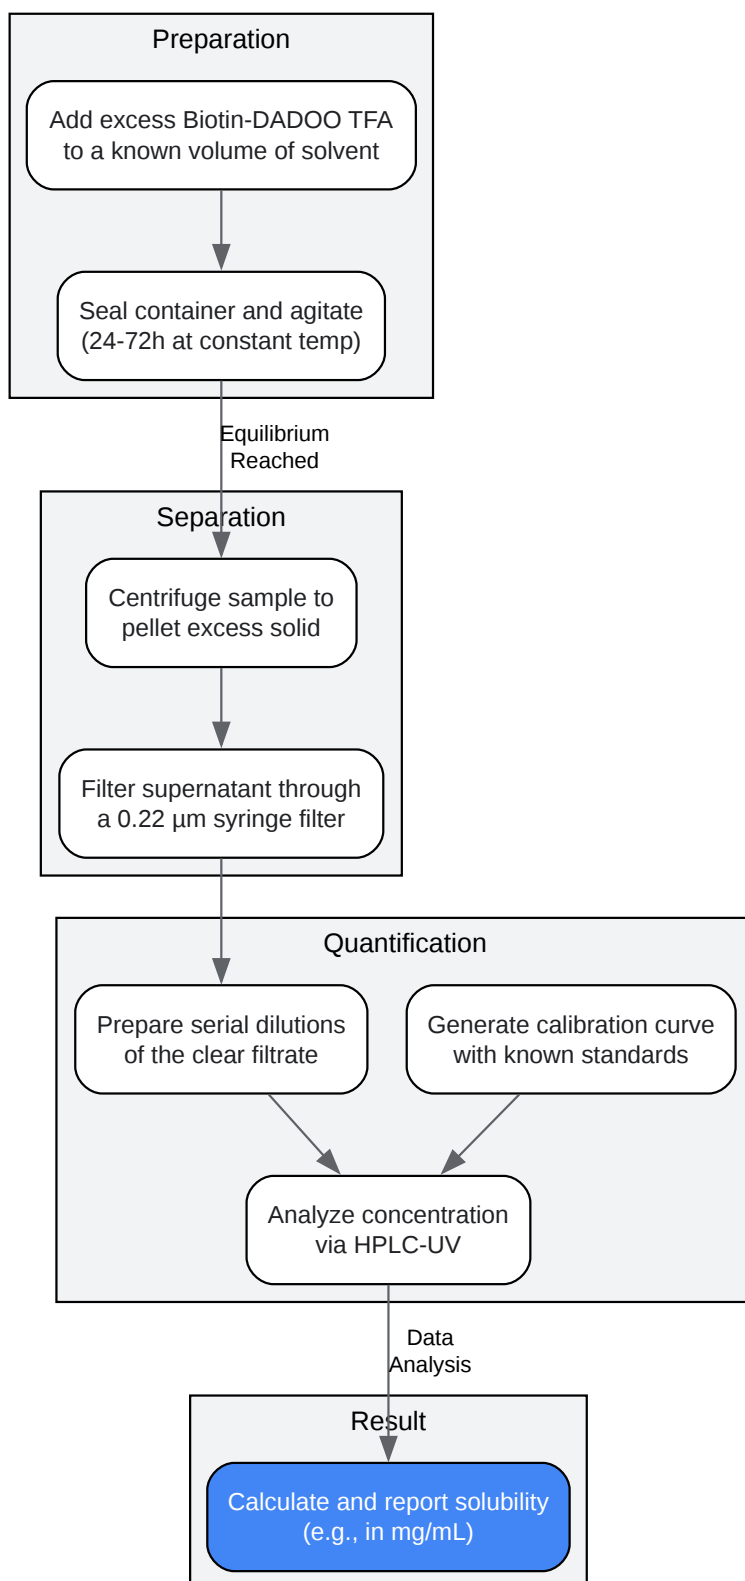 Preparation
Add excess Biotin-DADOO TFA
to a known volume of solvent
Seal container and agitate
(24-72h at constant temp)
Equilibrium
Reached
Separation
Centrifuge sample to
pellet excess solid
Filter supernatant through
a 0.22 µm syringe filter
Quantification
Prepare serial dilutions
of the clear filtrate
Generate calibration curve
with known standards
Analyze concentration
via HPLC-UV
Data
Analysis
Result
Calculate and report solubility
(e.g., in mg/mL)